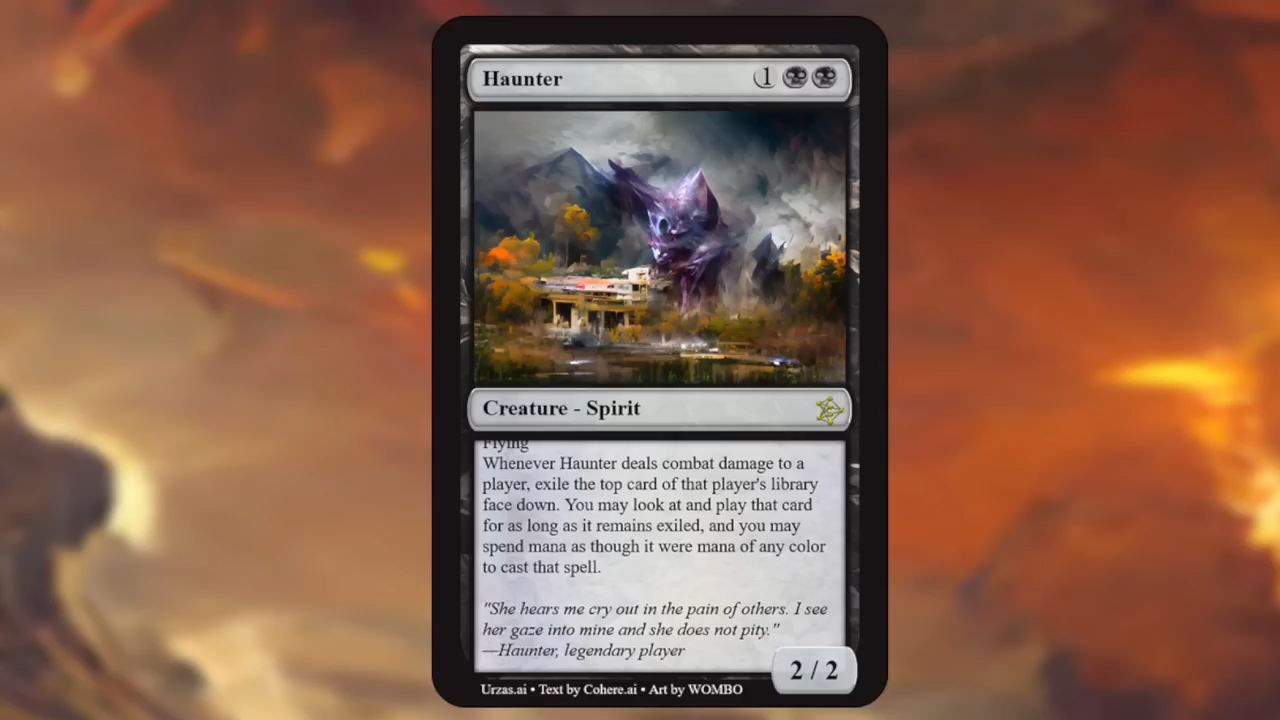 Haunter 1
Creature - Spirit
Flying
Whenever Haunter deals combat damage to a
player, exile the top card of that player's library
face down. You may look at and play that card
for as long as it remains exiled, and you may
spend mana as though it were mana of any color
to cast that spell.
"She hears me cry out in the pain of others. I see
her gaze into mine and she does not pity."
—Haunter, legendary player
2 / 2
Urzas.ai • Text by Cohere.ai • Art by WOMBO